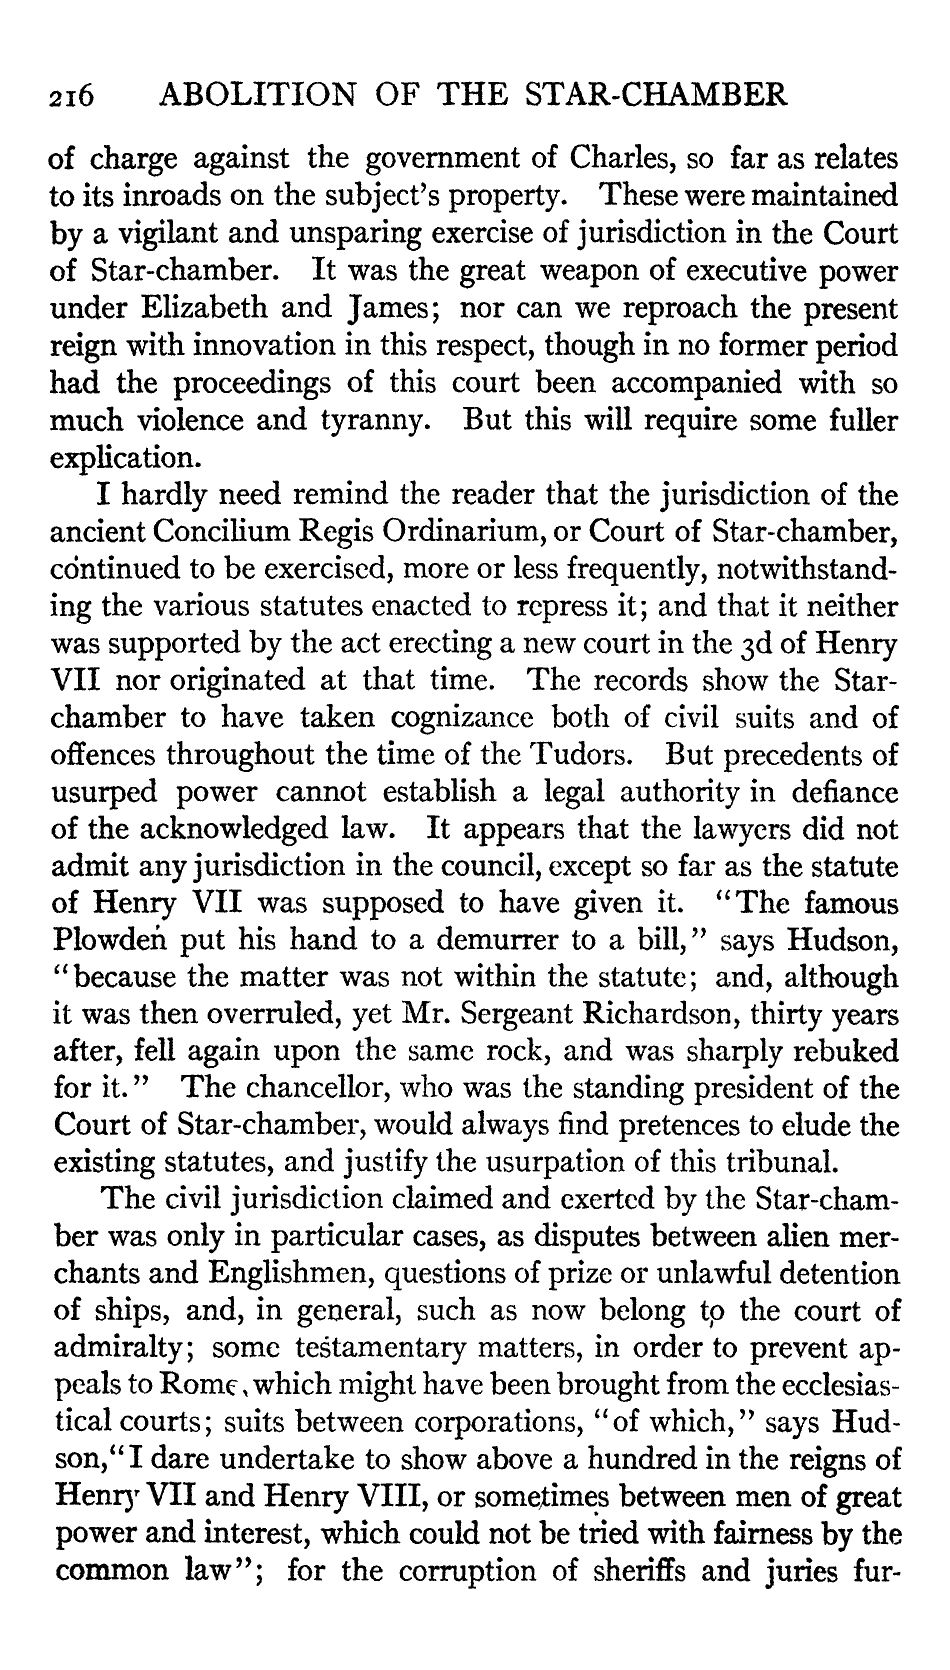 216 ABOLITION OF THE STAR-CHAMBER
of charge against the government of Charles, so far as relates
to its inroads on the subject's property. These were maintained
by a vigilant and unsparing exercise of jurisdiction in the Court
of Star-chamber. It was the great weapon of executive power
under Elizabeth and James; nor can we reproach the present
reign with innovation in this respect, though in no former period
had the proceedings of this court been accompanied with so
much violence and tyranny. But this will require some fuller
explication.
I hardly need remind the reader that the jurisdiction of the
ancient Concilium Regis Ordinarium, or Court of Star-chamber,
continued to be exercised, more or less frequently, notwithstand-
ing the various statutes enacted to repress it; and that it neither
was supported by the act erecting a new court in the 3d of Henry
VII nor originated at that time. The records show the Star-
chamber to have taken cognizance both of civil suits and of
offences throughout the time of the Tudors. But precedents of
usurped power cannot establish a legal authority in defiance
of the acknowledged law. It appears that the lawyers did not
admit any jurisdiction in the council, except so far as the statute
of Henry VII was supposed to have given it. "The famous
Plowden put his hand to a demurrer to a bill," says Hudson,
"because the matter was not within the statute; and, although
it was then overruled, yet Mr. Sergeant Richardson, thirty years
after, fell again upon the same rock, and was sharply rebuked
for it." The chancellor, who was the standing president of the
Court of Star-chamber, would always find pretences to elude the
existing statutes, and justify the usurpation of this tribunal.
The civil jurisdiction claimed and exerted by the Star-cham-
ber was only in particular cases, as disputes between alien mer-
chants and Englishmen, questions of prize or unlawful detention
of ships, and, in general, such as now belong to the court of
admiralty; some testamentary matters, in order to prevent ap-
peals to Rome, which might have been brought from the ecclesias-
tical courts; suits between corporations, "of which," says Hud-
son, "I dare undertake to show above a hundred in the reigns of
Henry VII and Henry VIII, or sometimes between men of great
power and interest, which could not be tried with fairness by the
common law"; for the corruption of sheriffs and juries fur-